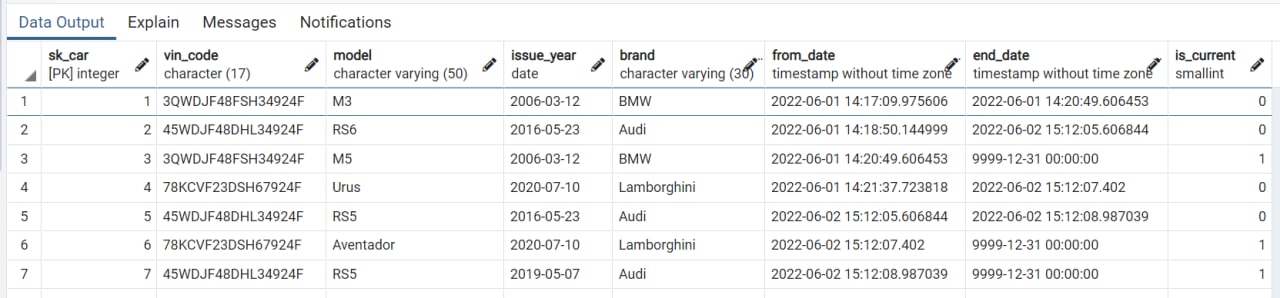 Data Output Explain Messages Notifications
sk_car vin_code model issue_year brand from_date end_date is_current
[PK] integer character (17) character varying (50) date character varying (30) timestamp without time zone timestamp without time zone smallint
1 1 3QWDJF48FSH34924F M3 2006-03-12 BMW 2022-06-01 14:17:09.975606 2022-06-01 14:20:49.606453 0
2 2 45WDJF48DHL34924F RS6 2016-05-23 Audi 2022-06-01 14:18:50.144999 2022-06-02 15:12:05.606844 0
3 3 3QWDJF48FSH34924F M5 2006-03-12 BMW 2022-06-01 14:20:49.606453 9999-12-31 00:00:00 1
4 4 78KCVF23DSH67924F Urus 2020-07-10 Lamborghini 2022-06-01 14:21:37.723818 2022-06-02 15:12:07.402 0
5 5 45WDJF48DHL34924F RS5 2016-05-23 Audi 2022-06-02 15:12:05.606844 2022-06-02 15:12:08.987039 0
6 6 78KCVF23DSH67924F Aventador 2020-07-10 Lamborghini 2022-06-02 15:12:07.402 9999-12-31 00:00:00 1
7 7 45WDJF48DHL34924F RS5 2019-05-07 Audi 2022-06-02 15:12:08.987039 9999-12-31 00:00:00 1